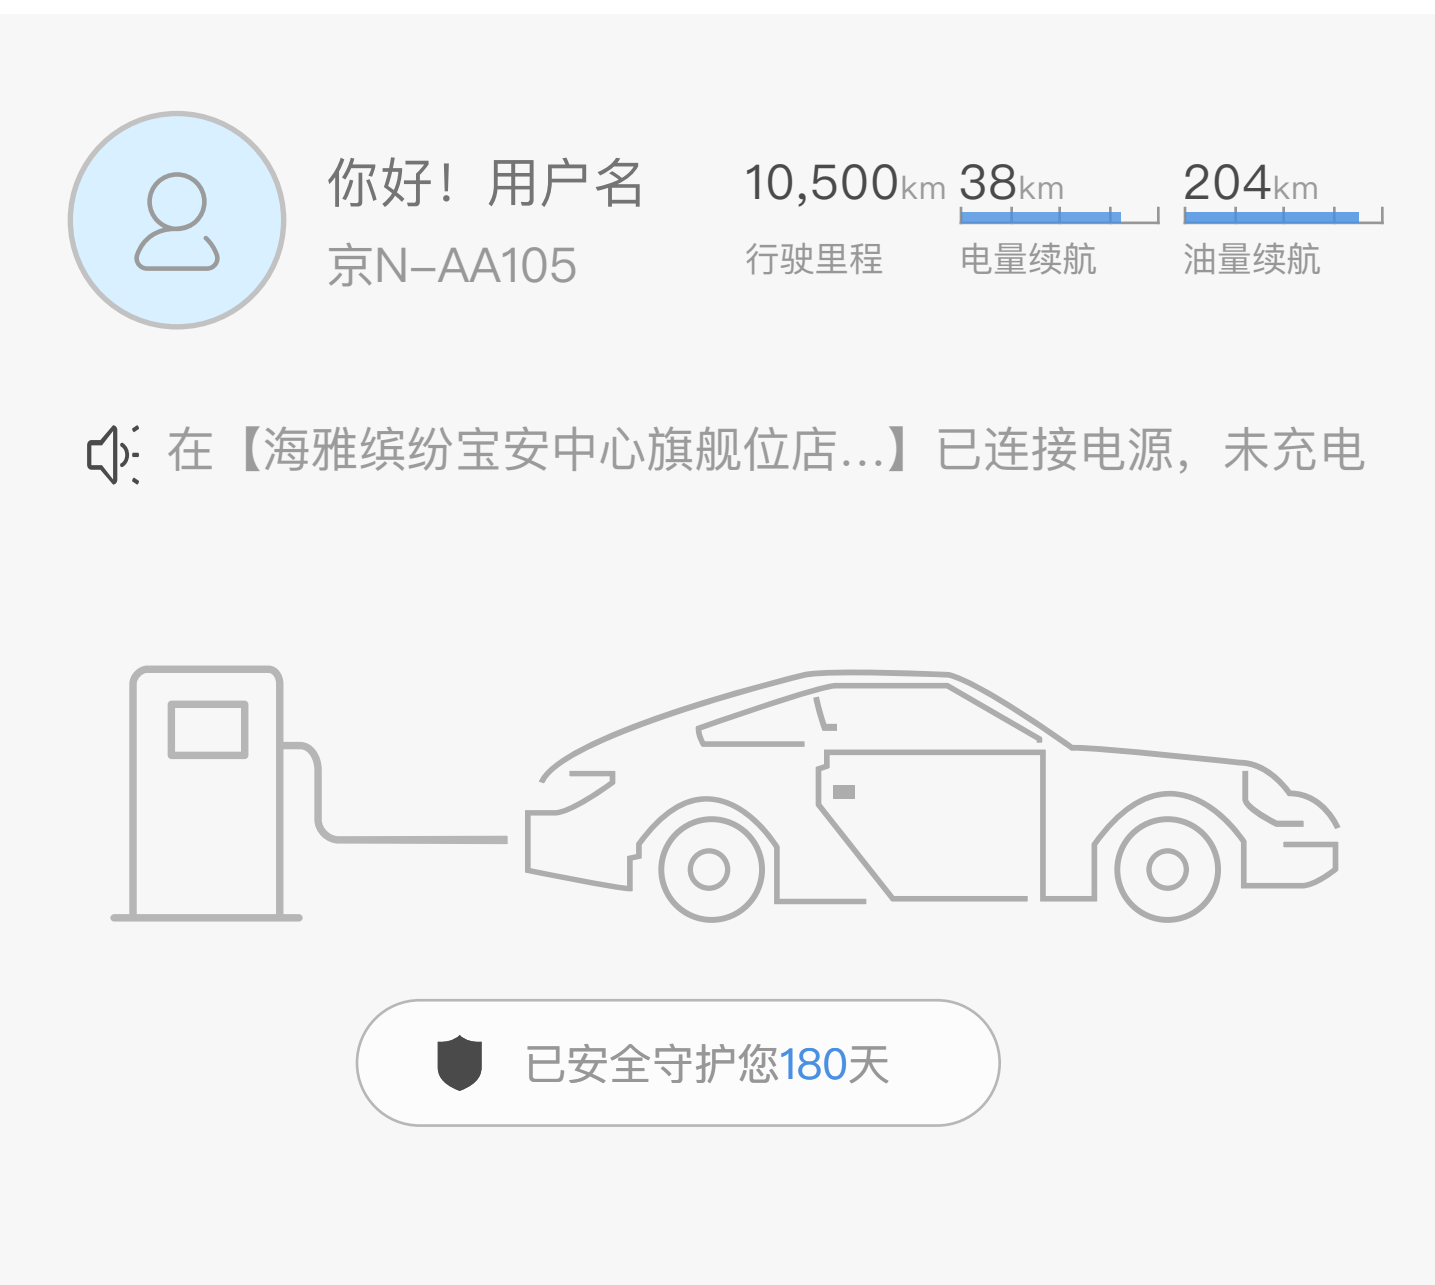 你好！用户名
京N–AA105
10,500km
行驶里程
38km
电量续航
204km
油量续航
在【海雅缤纷宝安中心旗舰位店...】已连接电源，未充电
已安全守护您180天